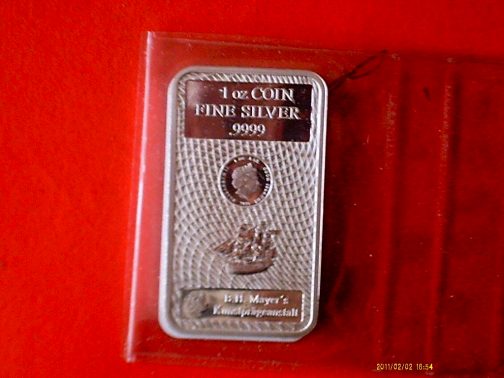 1 oz COIN
FINE SILVER
.9999
B.H. Mayer's
Kunstprägeanstalt
2011/02/02 16:54